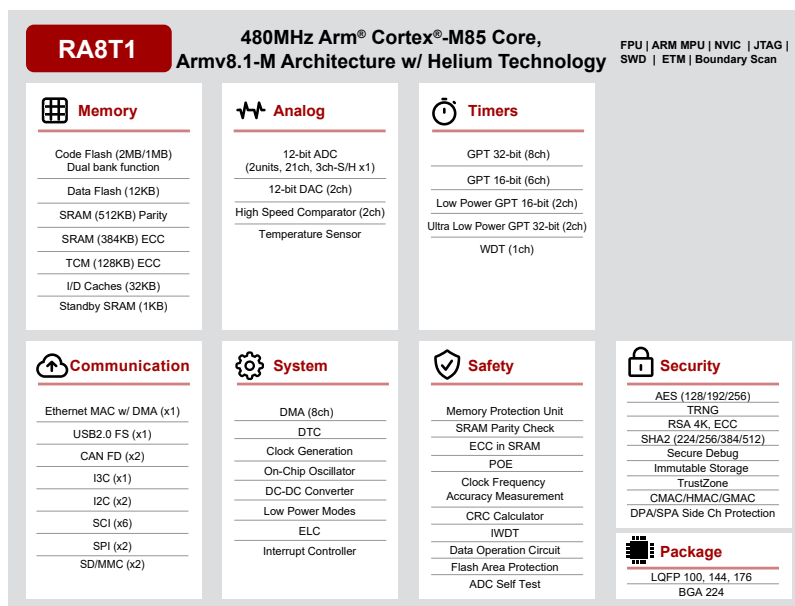 RA8T1
480MHz Arm® Cortex®-M85 Core,
Armv8.1-M Architecture w/ Helium Technology
FPU | ARM MPU | NVIC | JTAG |
SWD | ETM | Boundary Scan
Memory
Code Flash (2MB/1MB)
Dual bank function
Data Flash (12KB)
SRAM (512KB) Parity
SRAM (384KB) ECC
TCM (128KB) ECC
I/D Caches (32KB)
Standby SRAM (1KB)
Analog
12-bit ADC
(2units, 21ch, 3ch-S/H x1)
12-bit DAC (2ch)
High Speed Comparator (2ch)
Temperature Sensor
Timers
GPT 32-bit (8ch)
GPT 16-bit (6ch)
Low Power GPT 16-bit (2ch)
Ultra Low Power GPT 32-bit (2ch)
WDT (1ch)
Communication
Ethernet MAC w/ DMA (x1)
USB2.0 FS (x1)
CAN FD (x2)
I3C (x1)
I2C (x2)
SCI (x6)
SPI (x2)
SD/MMC (x2)
System
DMA (8ch)
DTC
Clock Generation
On-Chip Oscillator
DC-DC Converter
Low Power Modes
ELC
Interrupt Controller
Safety
Memory Protection Unit
SRAM Parity Check
ECC in SRAM
POE
Clock Frequency
Accuracy Measurement
CRC Calculator
IWDT
Data Operation Circuit
Flash Area Protection
ADC Self Test
Security
AES (128/192/256)
TRNG
RSA 4K, ECC
SHA2 (224/256/384/512)
Secure Debug
Immutable Storage
TrustZone
CMAC/HMAC/GMAC
DPA/SPA Side Ch Protection
Package
LQFP 100, 144, 176
BGA 224